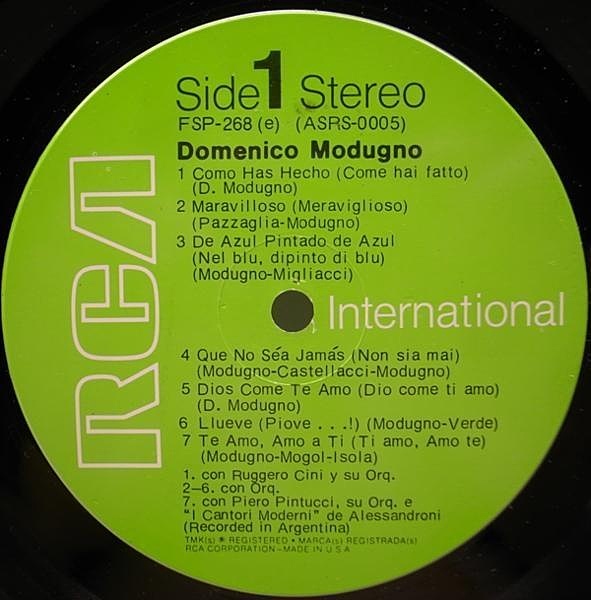 Side 1 Stereo
FSP-268 (e) (ASRS-0005)
Domenico Modugno
1 Como Has Hecho (Come hai fatto)
(D. Modugno)
2 Maravilloso (Meraviglioso)
(Pazzaglia-Modugno)
3 De Azul Pintado de Azul
(Nel blu, dipinto di blu)
(Modugno-Migliacci)
RCA
International
4 Que No Séa Jamaś (Non sia mai)
(Modugno-Castellacci-Modugno)
5 Dios Come Te Amo (Dio come ti amo)
(D. Modugno)
6 Llueve (Piove . . .!) (Modugno-Verde)
7 Te Amo, Amo a Ti (Ti amo, Amo te)
(Modugno-Mogol-Isola)
1. con Ruggero Cini y su Orq.
2–6. con Orq.
7. con Piero Pintucci, su Orq. e
"I Cantori Moderni" de Alessandroni
(Recorded in Argentina)
TMK(s) ® REGISTERED • MARCA(s) REGISTRADA(s)
RCA CORPORATION–MADE IN U.S.A